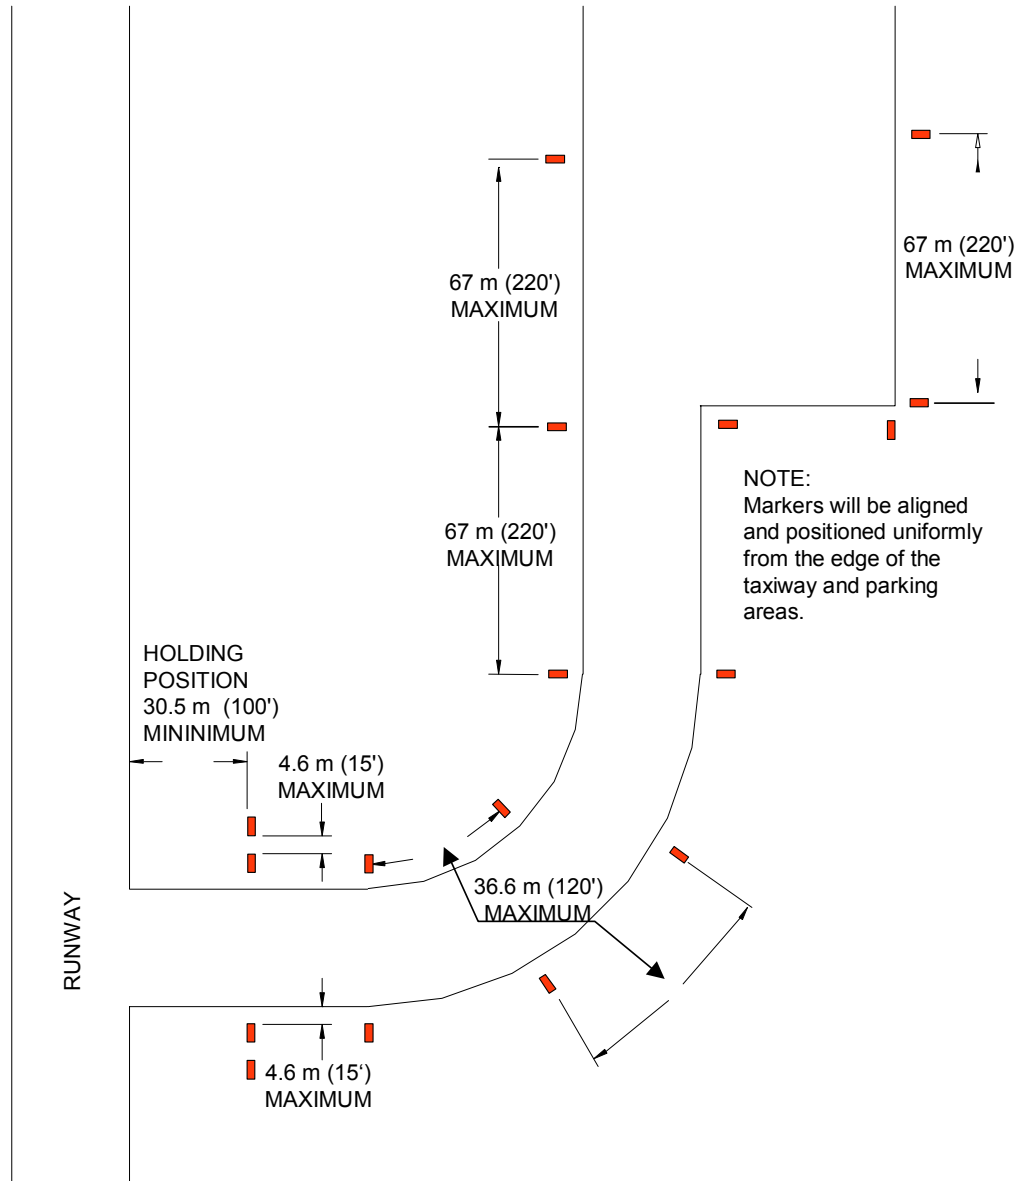 67 m (220')
MAXIMUM
67 m (220')
MAXIMUM
67 m (220')
MAXIMUM
NOTE:
Markers will be aligned
and positioned uniformly
from the edge of the
taxiway and parking
areas.
HOLDING
POSITION
30.5 m (100')
MININIMUM
4.6 m (15')
MAXIMUM
36.6 m (120')
MAXIMUM
RUNWAY
4.6 m (15‘)
MAXIMUM